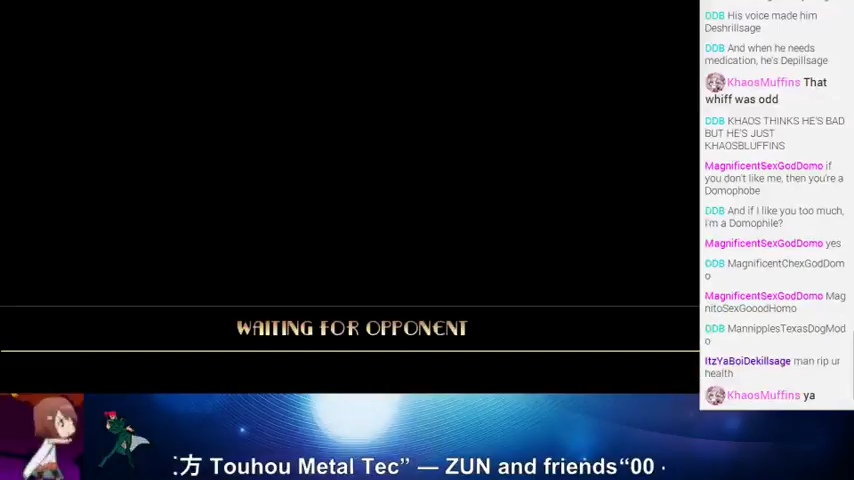 DDB His voice made him
Deshrillsage
DDB And when he needs
medication, he's Depillsage
KhaosMuffins That
whiff was odd
DDB KHAOS THINKS HE'S BAD
BUT HE'S JUST
KHAOSBLUFFINS
MagnificentSexGodDomo if
you don't like me, then you're a
Domophobe
DDB And if I like you too much,
I'm a Domophile?
MagnificentSexGodDomo yes
DDB MagnificentChexGodDom
o
MagnificentSexGodDomo Mag
nitoSexGooodHomo
DDB MannipplesTexasDogMod
o
ItzYaBoiDekillsage man rip ur
health
KhaosMuffins ya
WAITING FOR OPPONENT
方 Touhou Metal Tec” — ZUN and friends“00 -